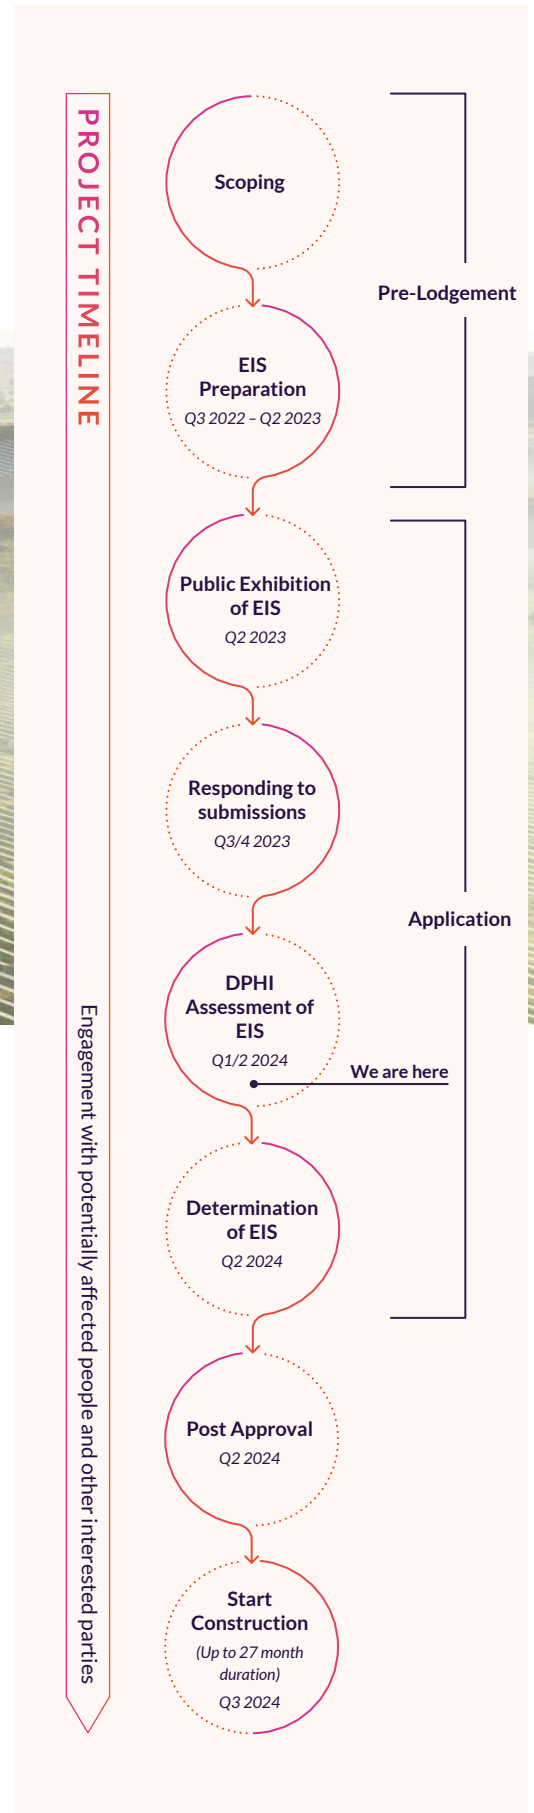 PROJECT TIMELINE
Engagement with potentially affected people and other interested parties
Scoping
Pre-Lodgement
EIS
Preparation
Q3 2022 – Q2 2023
Public Exhibition
of EIS
Q2 2023
Responding to
submissions
Q3/4 2023
Application
DPHI
Assessment of
EIS
Q1/2 2024
We are here
Determination
of EIS
Q2 2024
Post Approval
Q2 2024
Start
Construction
(Up to 27 month
duration)
Q3 2024